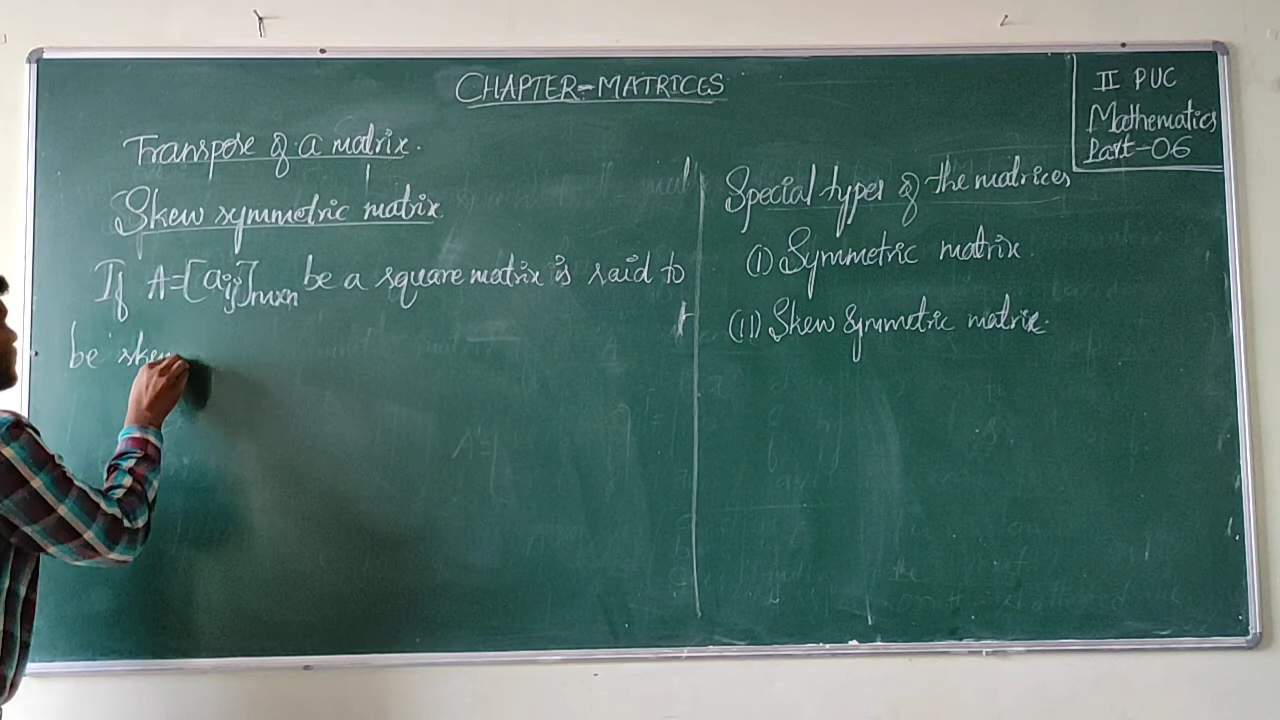 CHAPTER-MATRICES
II PUC
Mathematics
Part-06
Transpose of a matrix.
Skew symmetric matrix
If A=[aij]nxn be a square matrix is said to
be skew
Special types of the matrices
(I) Symmetric matrix
(II) Skew symmetric matrix.